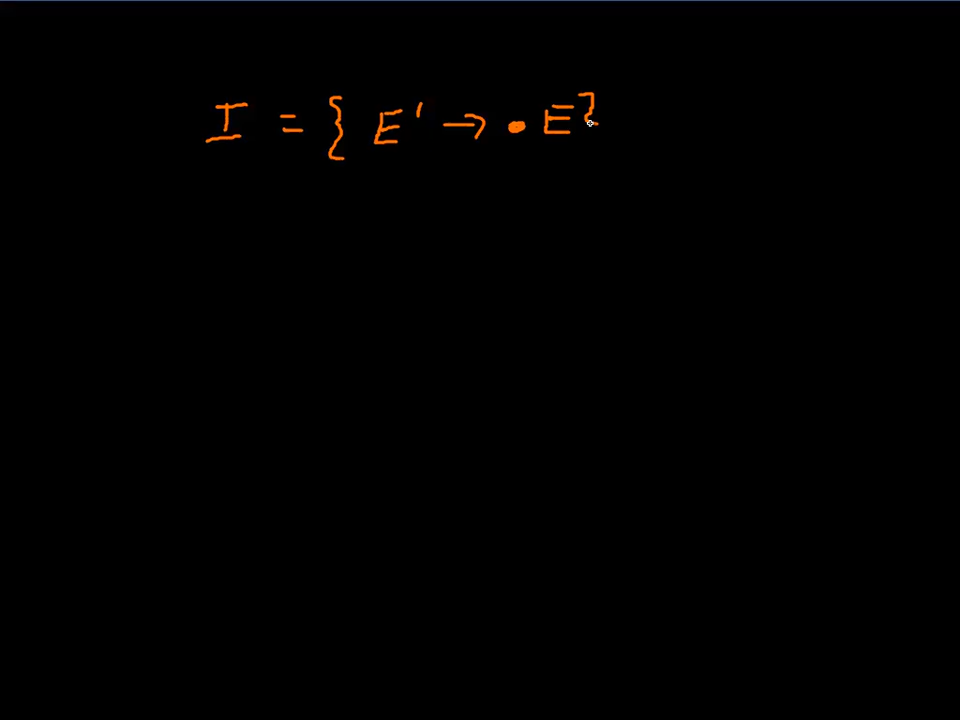 I = { E' → • E }